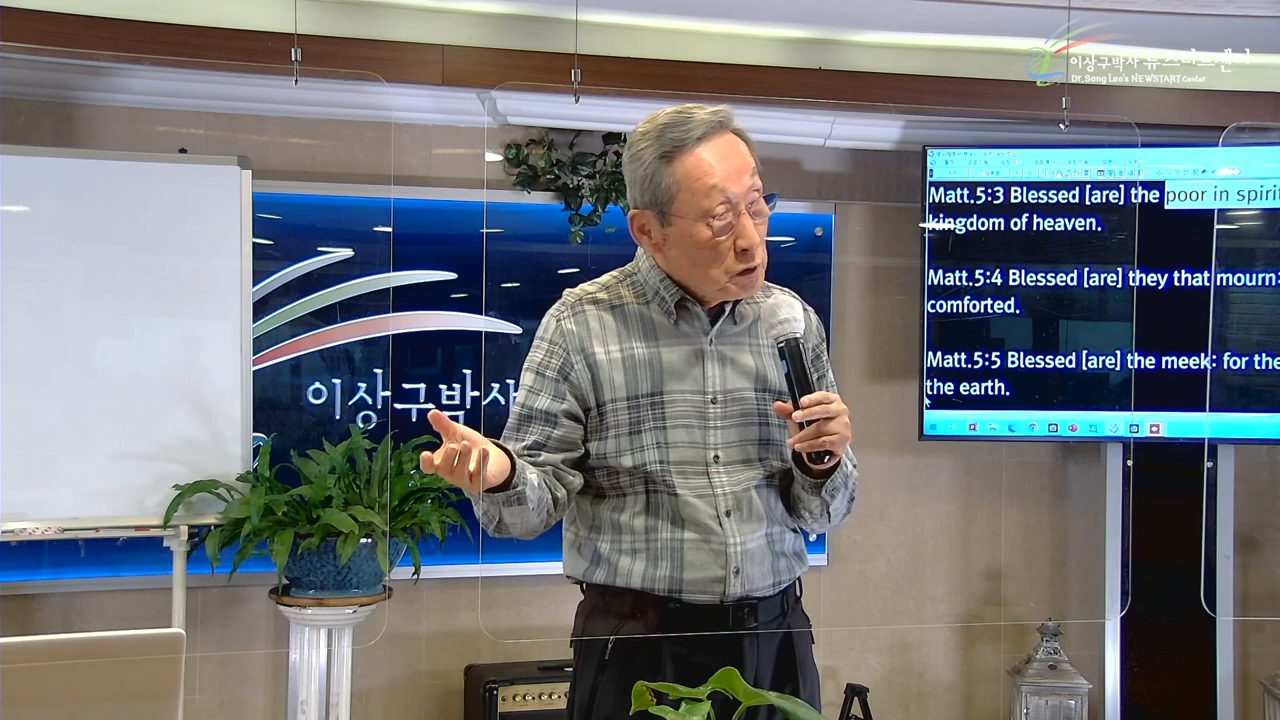 이상구박사 뉴스타트센터
Dr. Sang Lee's NEWSTART Center
Matt.5:3 Blessed [are] the poor in spirit
kingdom of heaven.
Matt.5:4 Blessed [are] they that mourn:
comforted.
Matt.5:5 Blessed [are] the meek: for the
the earth.
이상구박사